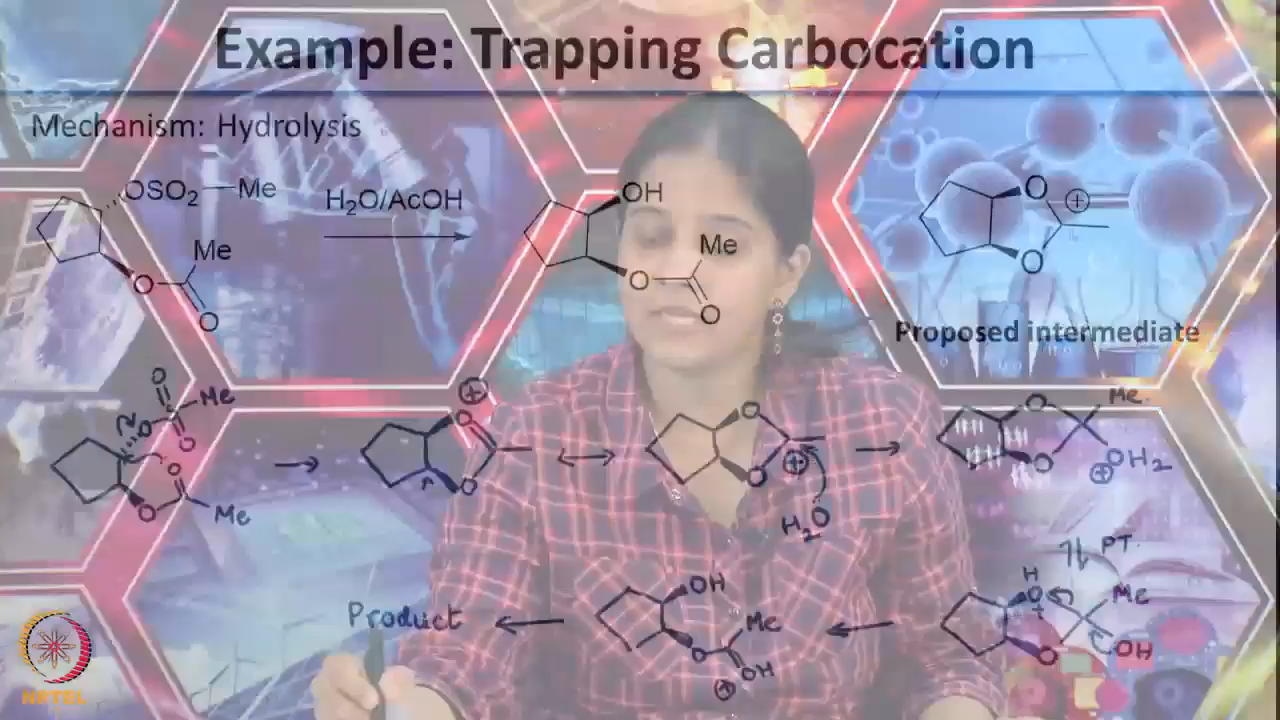 Example: Trapping Carbocation
Mechanism: Hydrolysis
OSO₂ Me
Me
O
O
H₂O/AcOH
OH
Me
O
O
O
⊕
O
Proposed intermediate
O
O S Me
O
O
O Me
⊕
O
O
O
O
⊕
H₂O
O Me
O
⊕OH₂
PT
H
O
+
Me
O
OH
OH
Me
O
OH
⊕
Product
NPTEL